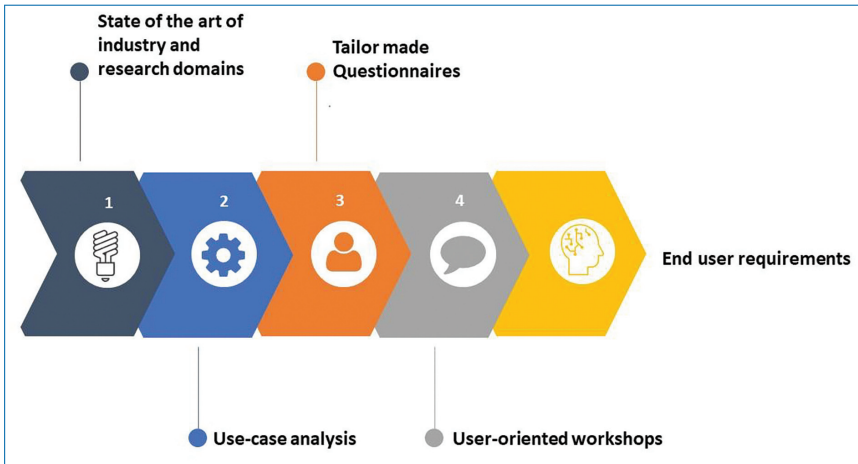 State of the art of
industry and
research domains
Tailor made
Questionnaires
1
2
3
4
End user requirements
Use-case analysis
User-oriented workshops